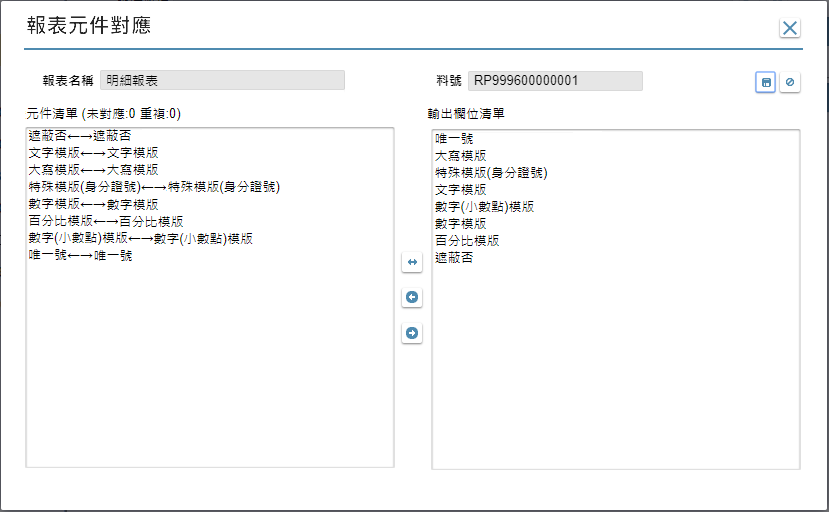 報表元件對應
報表名稱 明細報表 料號 RP999600000001
元件清單 (未對應:0 重複:0)
遮蔽否←→遮蔽否
文字模版←→文字模版
大寫模版←→大寫模版
特殊模版(身分證號)←→特殊模版(身分證號)
數字模版←→數字模版
百分比模版←→百分比模版
數字(小數點)模版←→數字(小數點)模版
唯一號←→唯一號
輸出欄位清單
唯一號
大寫模版
特殊模版(身分證號)
文字模版
數字(小數點)模版
數字模版
百分比模版
遮蔽否